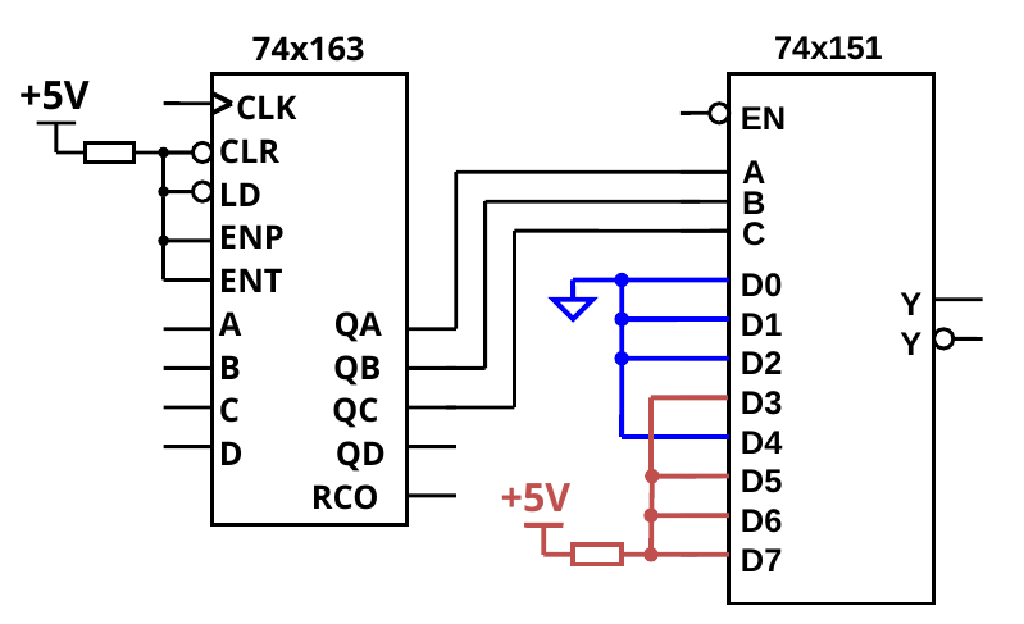 74x163
+5V
CLK
CLR
LD
ENP
ENT
A
B
C
D
QA
QB
QC
QD
RCO
+5V
74x151
EN
A
B
C
D0
D1
D2
D3
D4
D5
D6
D7
Y
Y